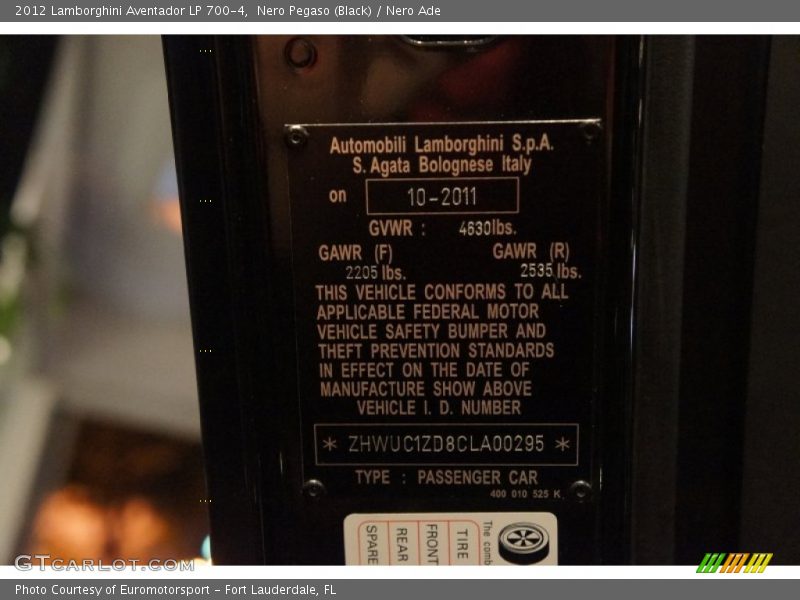 2012 Lamborghini Aventador LP 700-4, Nero Pegaso (Black) / Nero Ade
Automobili Lamborghini S.p.A.
S. Agata Bolognese Italy
on 10-2011
GVWR : 4630lbs.
GAWR (F) GAWR (R)
2205 lbs. 2535 lbs.
THIS VEHICLE CONFORMS TO ALL
APPLICABLE FEDERAL MOTOR
VEHICLE SAFETY BUMPER AND
THEFT PREVENTION STANDARDS
IN EFFECT ON THE DATE OF
MANUFACTURE SHOW ABOVE
VEHICLE I. D. NUMBER
* ZHWUC1ZD8CLA00295 *
TYPE : PASSENGER CAR
400 010 525 K
The comb
TIRE
FRONT
REAR
SPARE
GTCARLOT.COM
Photo Courtesy of Euromotorsport - Fort Lauderdale, FL